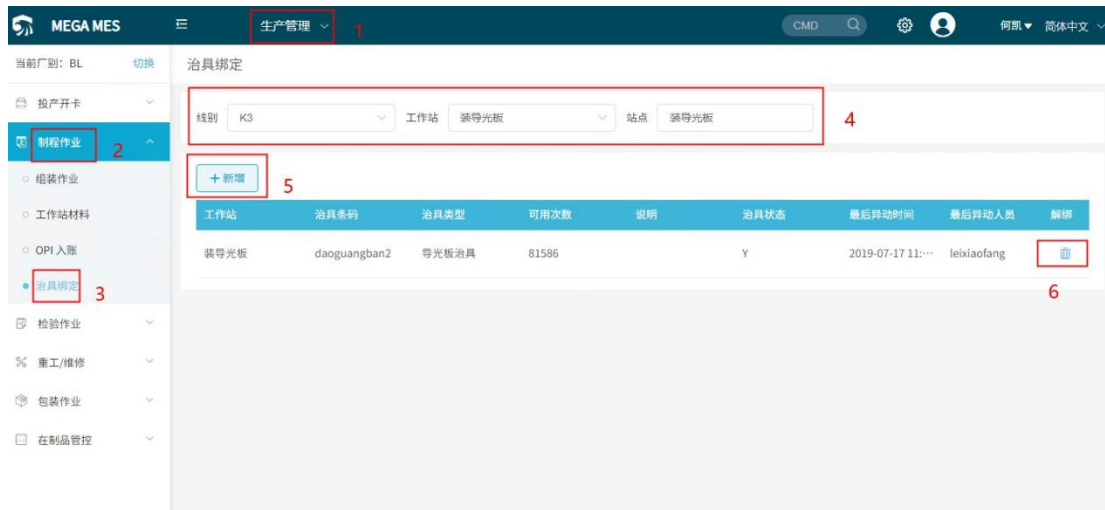 MEGA MES 生产管理 1 CMD 何凯 简体中文
当前厂别：BL 切换 治具绑定
投产开卡
线别 K3 工作站 装导光板 站点 装导光板 4
制程作业 2
+新增 5
组装作业
工作站 治具条码 治具类型 可用次数 说明 治具状态 最后异动时间 最后异动人员 解绑
工作站材料
装导光板 daoguangban2 导光板治具 81586 Y 2019-07-17 11:··· leixiaofang
OPI 入账
治具绑定 3
6
检验作业
重工/维修
包装作业
在制品管控